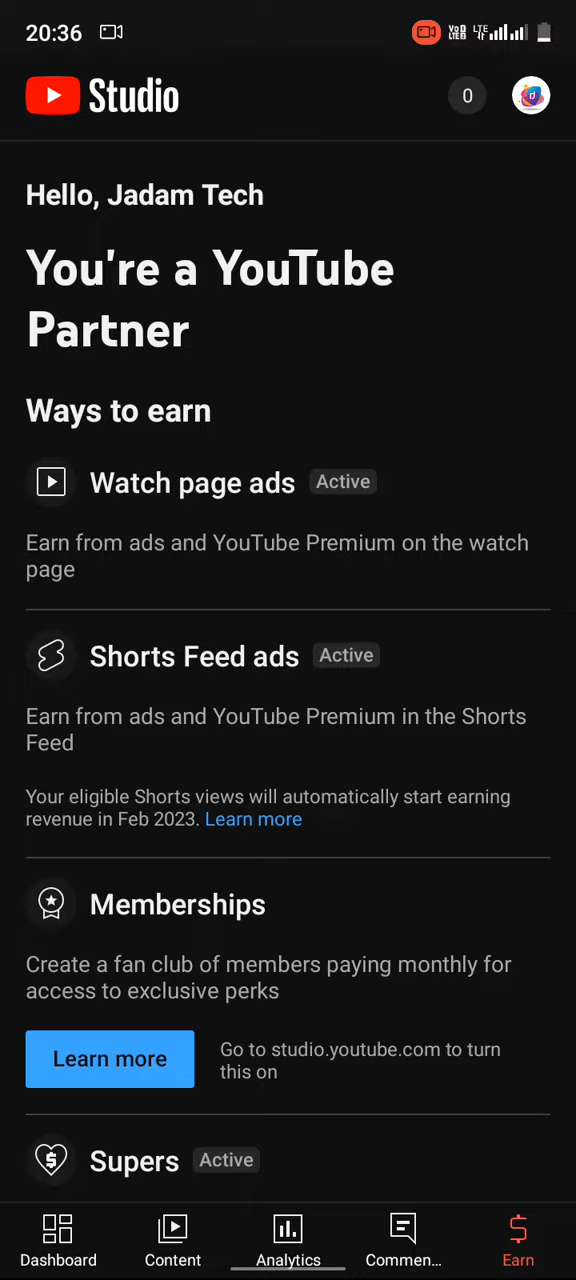 20:36
VoD LTE2 LTE
Studio
0
Hello, Jadam Tech
You're a YouTube
Partner
Ways to earn
Watch page ads Active
Earn from ads and YouTube Premium on the watch
page
Shorts Feed ads Active
Earn from ads and YouTube Premium in the Shorts
Feed
Your eligible Shorts views will automatically start earning
revenue in Feb 2023. Learn more
Memberships
Create a fan club of members paying monthly for
access to exclusive perks
Learn more
Go to studio.youtube.com to turn
this on
Supers Active
Dashboard Content Analytics Commen... Earn